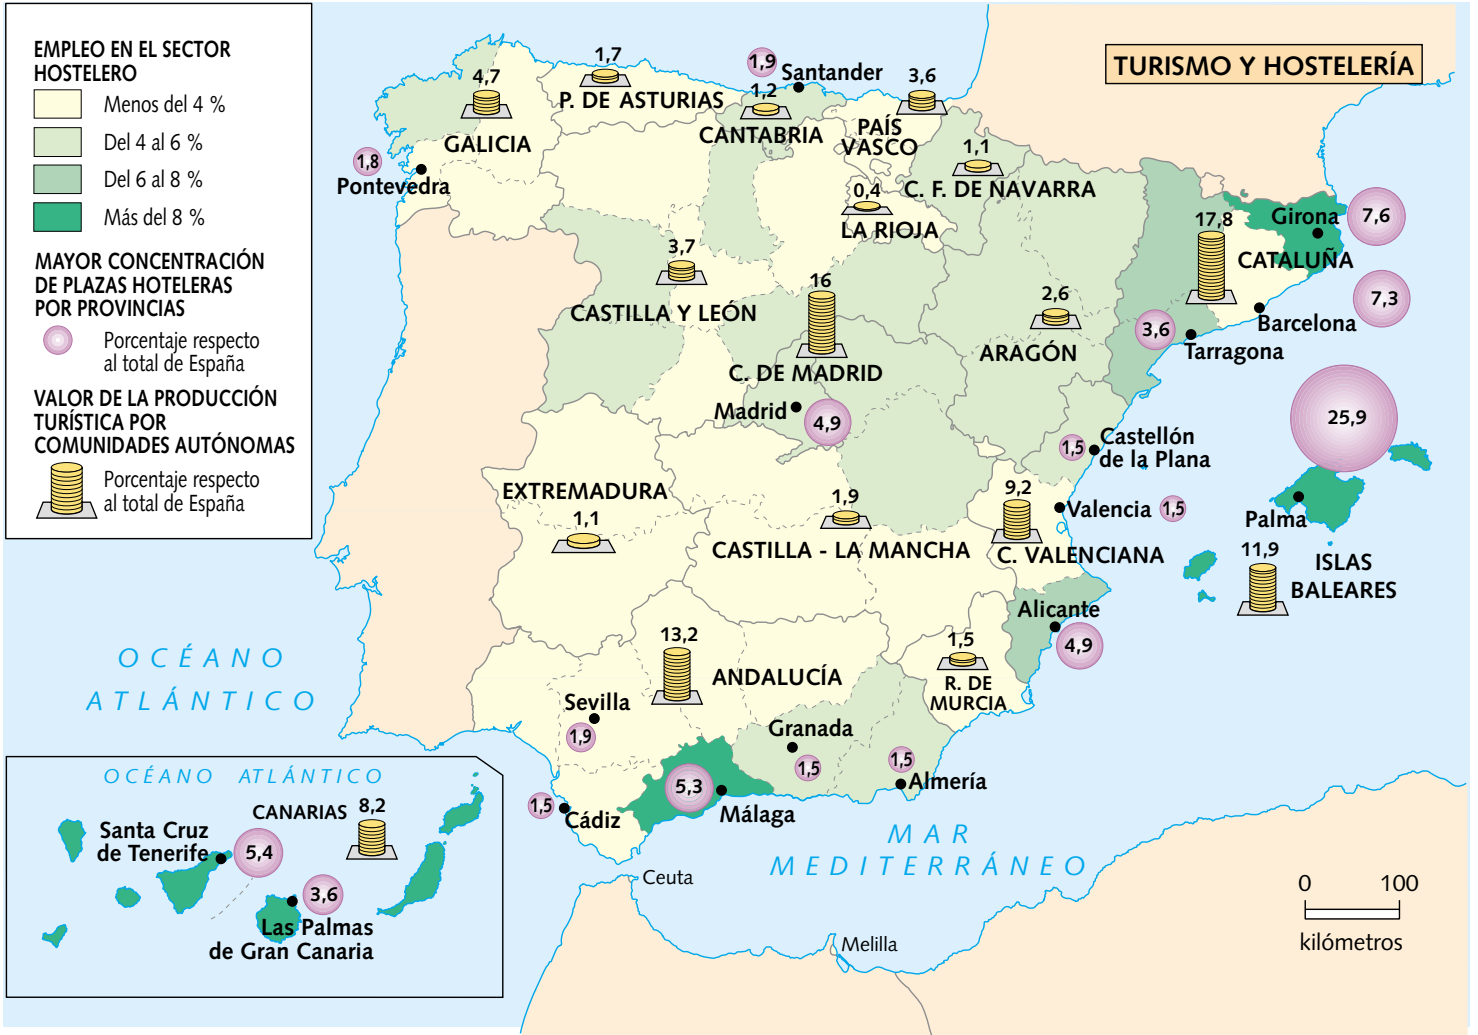 TURISMO Y HOSTELERÍA
EMPLEO EN EL SECTOR
HOSTELERO
Menos del 4 %
Del 4 al 6 %
Del 6 al 8 %
Más del 8 %
MAYOR CONCENTRACIÓN
DE PLAZAS HOTELERAS
POR PROVINCIAS
Porcentaje respecto
al total de España
VALOR DE LA PRODUCCIÓN
TURÍSTICA POR
COMUNIDADES AUTÓNOMAS
Porcentaje respecto
al total de España
4,7
GALICIA
1,8
Pontevedra
1,7
P. DE ASTURIAS
1,9
Santander
1,2
CANTABRIA
3,6
PAÍS
VASCO
1,1
C. F. DE NAVARRA
0,4
LA RIOJA
3,7
CASTILLA Y LEÓN
2,6
ARAGÓN
17,8
CATALUÑA
Girona
7,6
7,3
Barcelona
3,6
Tarragona
16
C. DE MADRID
Madrid
4,9
25,9
Palma
11,9
ISLAS
BALEARES
1,5
Castellón
de la Plana
9,2
Valencia
1,5
C. VALENCIANA
Alicante
4,9
EXTREMADURA
1,1
1,9
CASTILLA - LA MANCHA
1,5
R. DE
MURCIA
13,2
ANDALUCÍA
Sevilla
1,9
Granada
1,5
1,5
Almería
5,3
Málaga
1,5
Cádiz
OCÉANO
ATLÁNTICO
MAR
MEDITERRÁNEO
Ceuta
Melilla
OCÉANO ATLÁNTICO
CANARIAS
8,2
Santa Cruz
de Tenerife
5,4
3,6
Las Palmas
de Gran Canaria
0 100
kilómetros